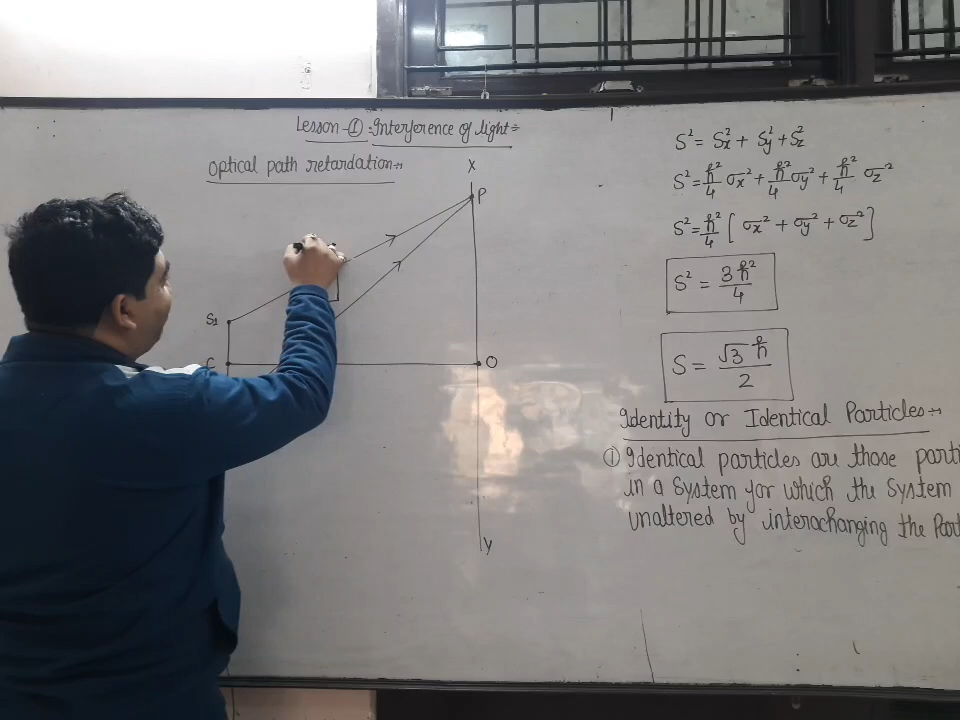 Lesson-① :Interference of light÷
Optical path retardation:-
X
P
S1
C
O
Y
S² = Sx² + Sy² + Sz²
S² = ħ²/4 σx² + ħ²/4 σy² + ħ²/4 σz²
S² = ħ²/4 [ σx² + σy² + σz² ]
S² = 3ħ²/4
S = √3 ħ/2
Identity or Identical Particles:-
① Identical particles are those parti
in a System for which the System
unaltered by interachanging the Part